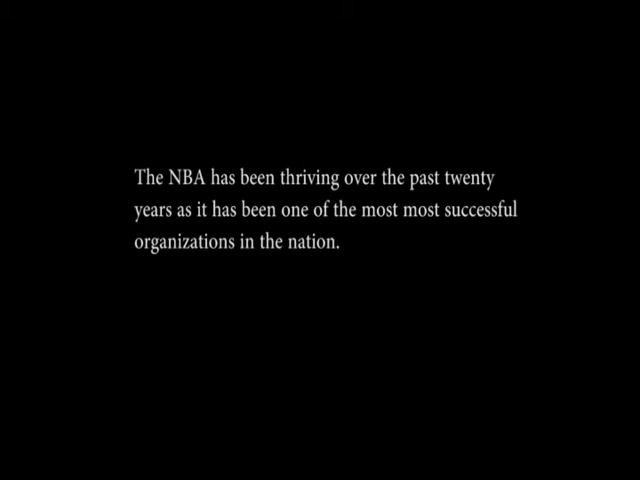 The NBA has been thriving over the past twenty
years as it has been one of the most most successful
organizations in the nation.